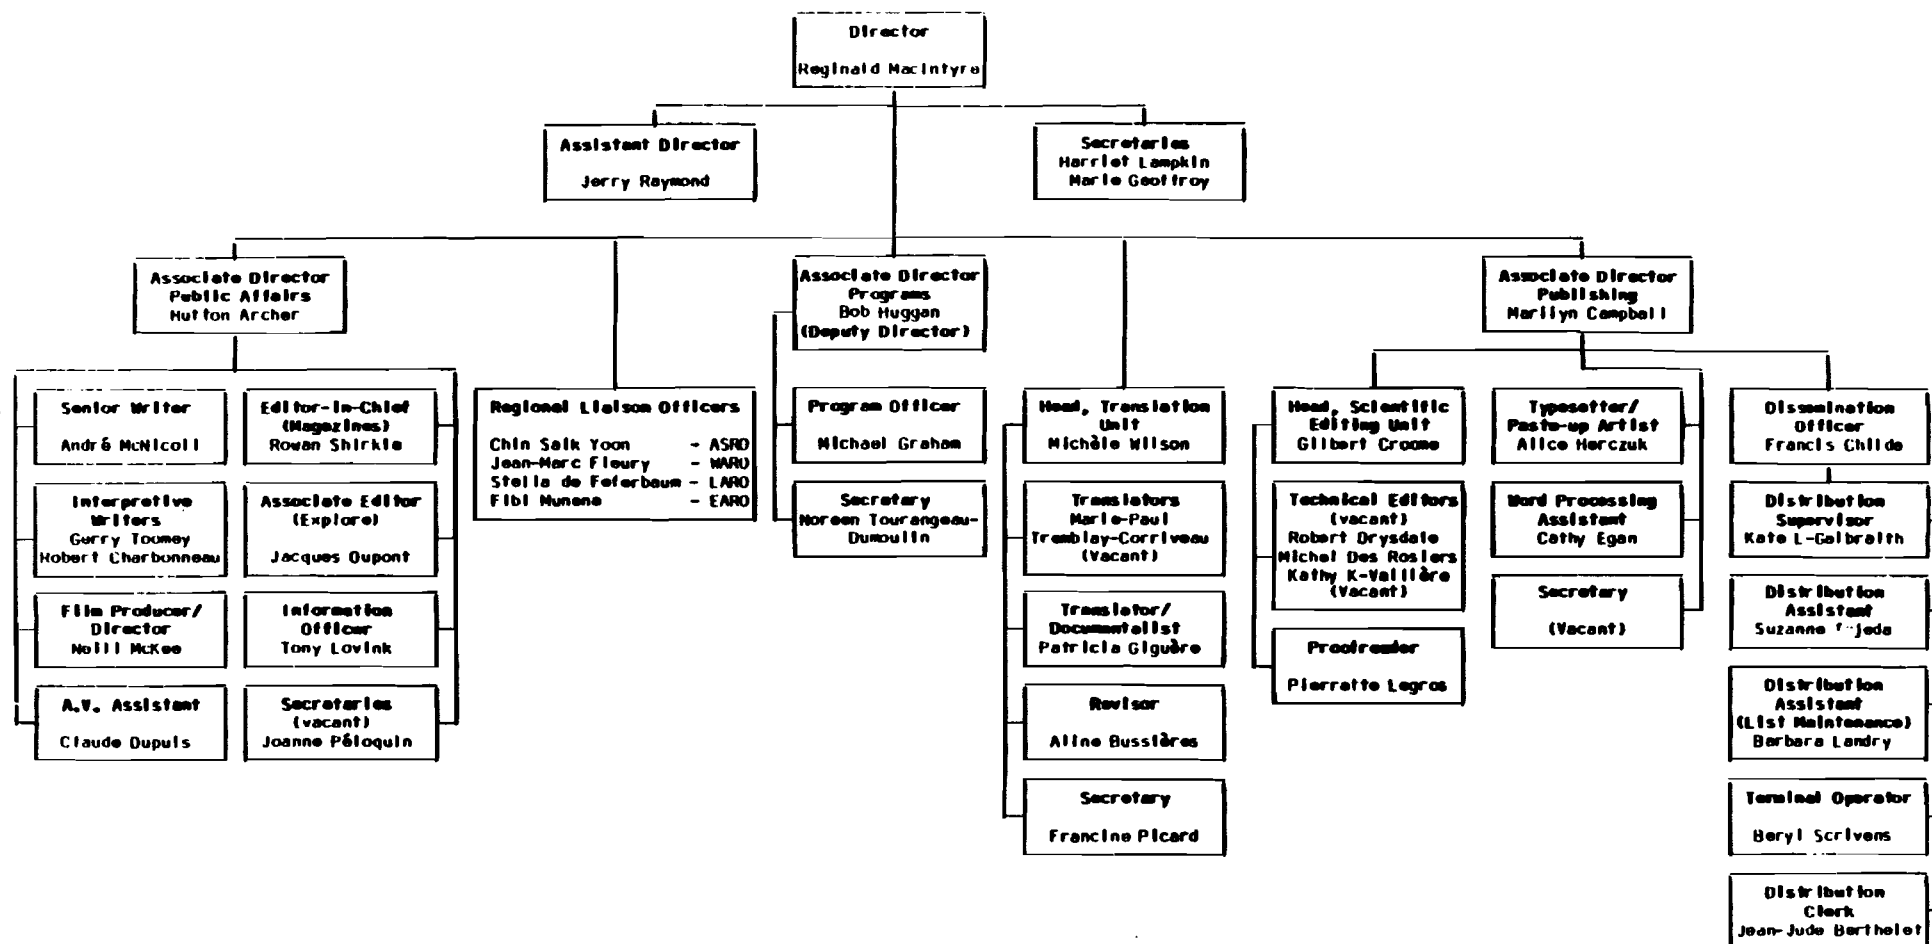 Director
Reginald MacIntyre
Assistant Director
Jerry Raymond
Secretaries
Harriet Lampkin
Marie Geoffroy
Associate Director
Public Affairs
Hutton Archer
Associate Director
Programs
Bob Huggan
(Deputy Director)
Associate Director
Publishing
Marilyn Campbell
Senior Writer
André McNicoll
Interpretive
Writers
Gerry Toomey
Robert Charbonneau
Film Producer/
Director
Neill McKee
A.V. Assistant
Claude Dupuis
Editor-in-Chief
(Magazines)
Rowan Shirkie
Associate Editor
(Explore)
Jacques Dupont
Information
Officer
Tony Lovink
Secretaries
(vacant)
Joanne Péloquin
Regional Liaison Officers
Chin Saik Yoon - ASRO
Jean-Marc Fleury - WARO
Stella de Feferbaum - LARO
Fibi Munene - EARO
Program Officer
Michael Graham
Secretary
Noreen Tourangeau-
Dumoulin
Head, Translation
Unit
Michèle Wilson
Translators
Marie-Paul
Tremblay-Corriveau
(Vacant)
Translator/
Documentalist
Patricia Giguère
Revisor
Aline Bussières
Secretary
Francine Picard
Head, Scientific
Editing Unit
Gilbert Croome
Technical Editors
(vacant)
Robert Drysdale
Michel Des Rosiers
Kathy K-Vallière
(Vacant)
Proofreader
Pierrette Legros
Typesetter/
Paste-up Artist
Alice Herczuk
Word Processing
Assistant
Cathy Egan
Secretary
(Vacant)
Dissemination
Officer
Francis Childe
Distribution
Supervisor
Kate L-Galbraith
Distribution
Assistant
Suzanne
Distribution
Assistant
(List Maintenance)
Barbara Landry
Terminal Operator
Beryl Scrivens
Distribution
Clerk
Jean-Jude Berthelet